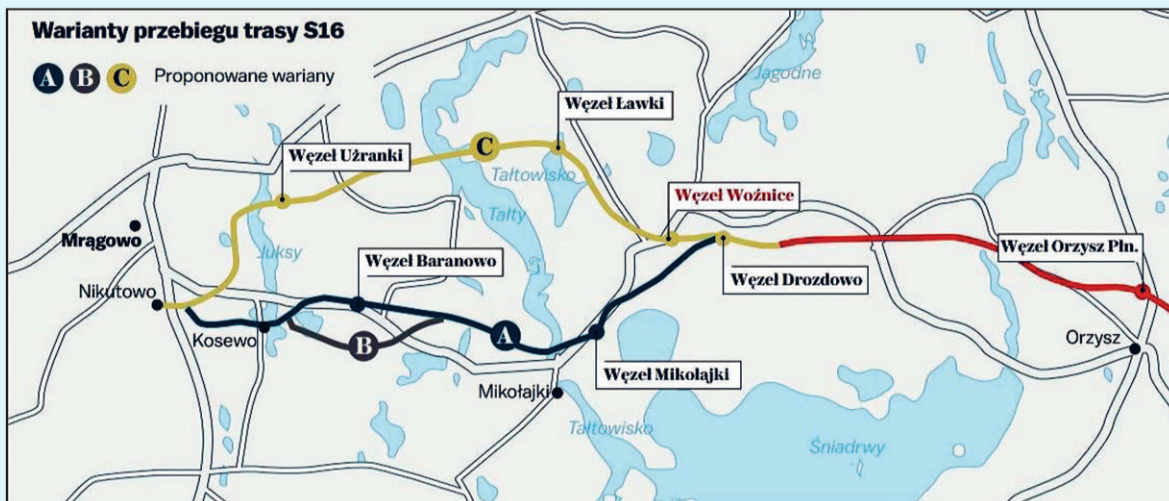 Warianty przebiegu trasy S16
A B C Proponowane wariany
Jagodne
Węzeł Ławki
C
Węzeł Użranki
Tałtowisko
Węzeł Woźnice
Tałty
Mrągowo
Juksy
Węzeł Baranowo
Węzeł Orzysz Płn.
Węzeł Drozdowo
Nikutowo
Kosewo
A
B
Orzysz
Węzeł Mikołajki
Mikołajki
Tałtowisko
Śniadrwy